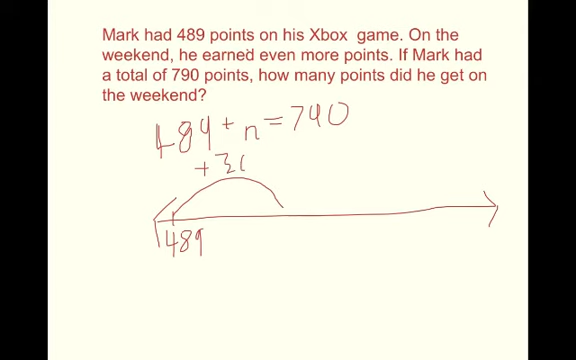 Mark had 489 points on his Xbox game. On the
weekend, he earned even more points. If Mark had
a total of 790 points, how many points did he get on
the weekend?
489 + n = 790
+30
489